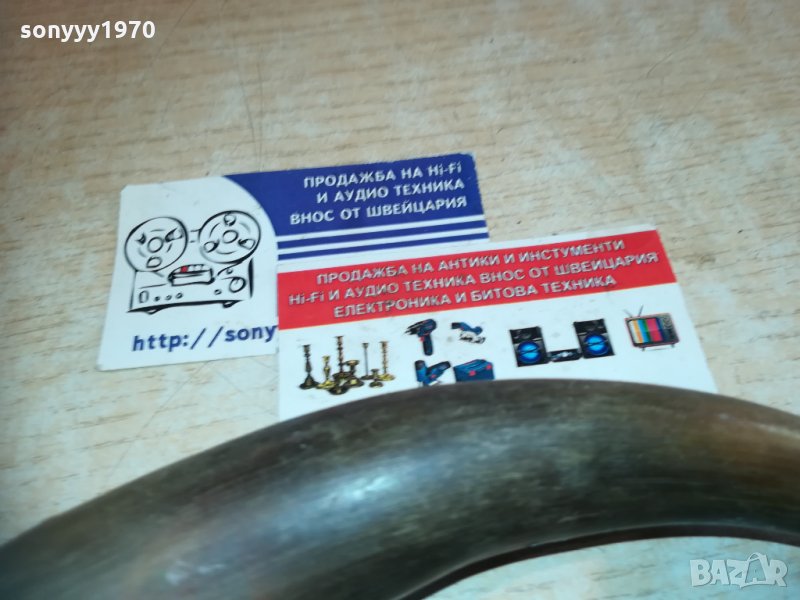 sonyyy1970
ПРОДАЖБА НА Hi-Fi
И АУДИО ТЕХНИКА
ВНОС ОТ ШВЕЙЦАРИЯ
http://sony
ПРОДАЖБА НА АНТИКИ И ИНСТУМЕНТИ
Hi-Fi И АУДИО ТЕХНИКА ВНОС ОТ ШВЕЙЦАРИЯ
ЕЛЕКТРОНИКА И БИТОВА ТЕХНИКА
BAZAR